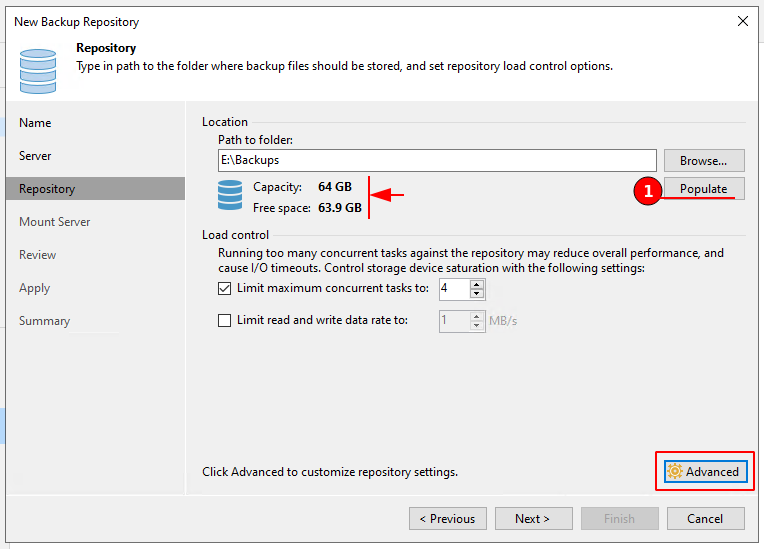 New Backup Repository
Repository
Type in path to the folder where backup files should be stored, and set repository load control options.
Name
Server
Repository
Mount Server
Review
Apply
Summary
Location
Path to folder:
E:\Backups
Browse...
Capacity: 64 GB
Free space: 63.9 GB
1
Populate
Load control
Running too many concurrent tasks against the repository may reduce overall performance, and
cause I/O timeouts. Control storage device saturation with the following settings:
Limit maximum concurrent tasks to: 4
Limit read and write data rate to: 1 MB/s
Click Advanced to customize repository settings.
Advanced
< Previous
Next >
Finish
Cancel